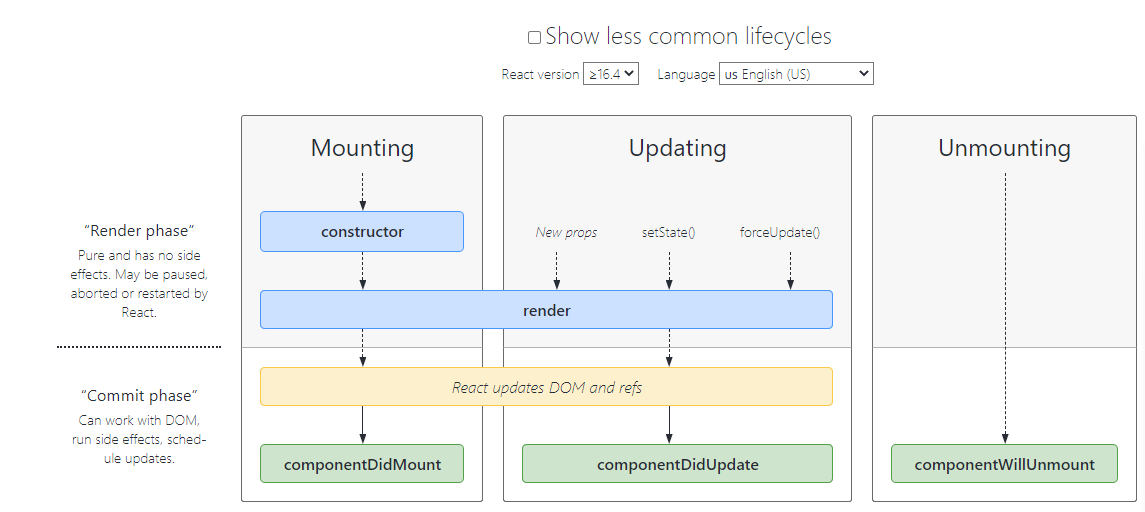 Show less common lifecycles
React version ≥16.4 Language us English (US)
Mounting Updating Unmounting
"Render phase"
Pure and has no side
effects. May be paused,
aborted or restarted by
React.
constructor
New props setState() forceUpdate()
render
"Commit phase"
Can work with DOM,
run side effects, sched-
ule updates.
React updates DOM and refs
componentDidMount componentDidUpdate componentWillUnmount